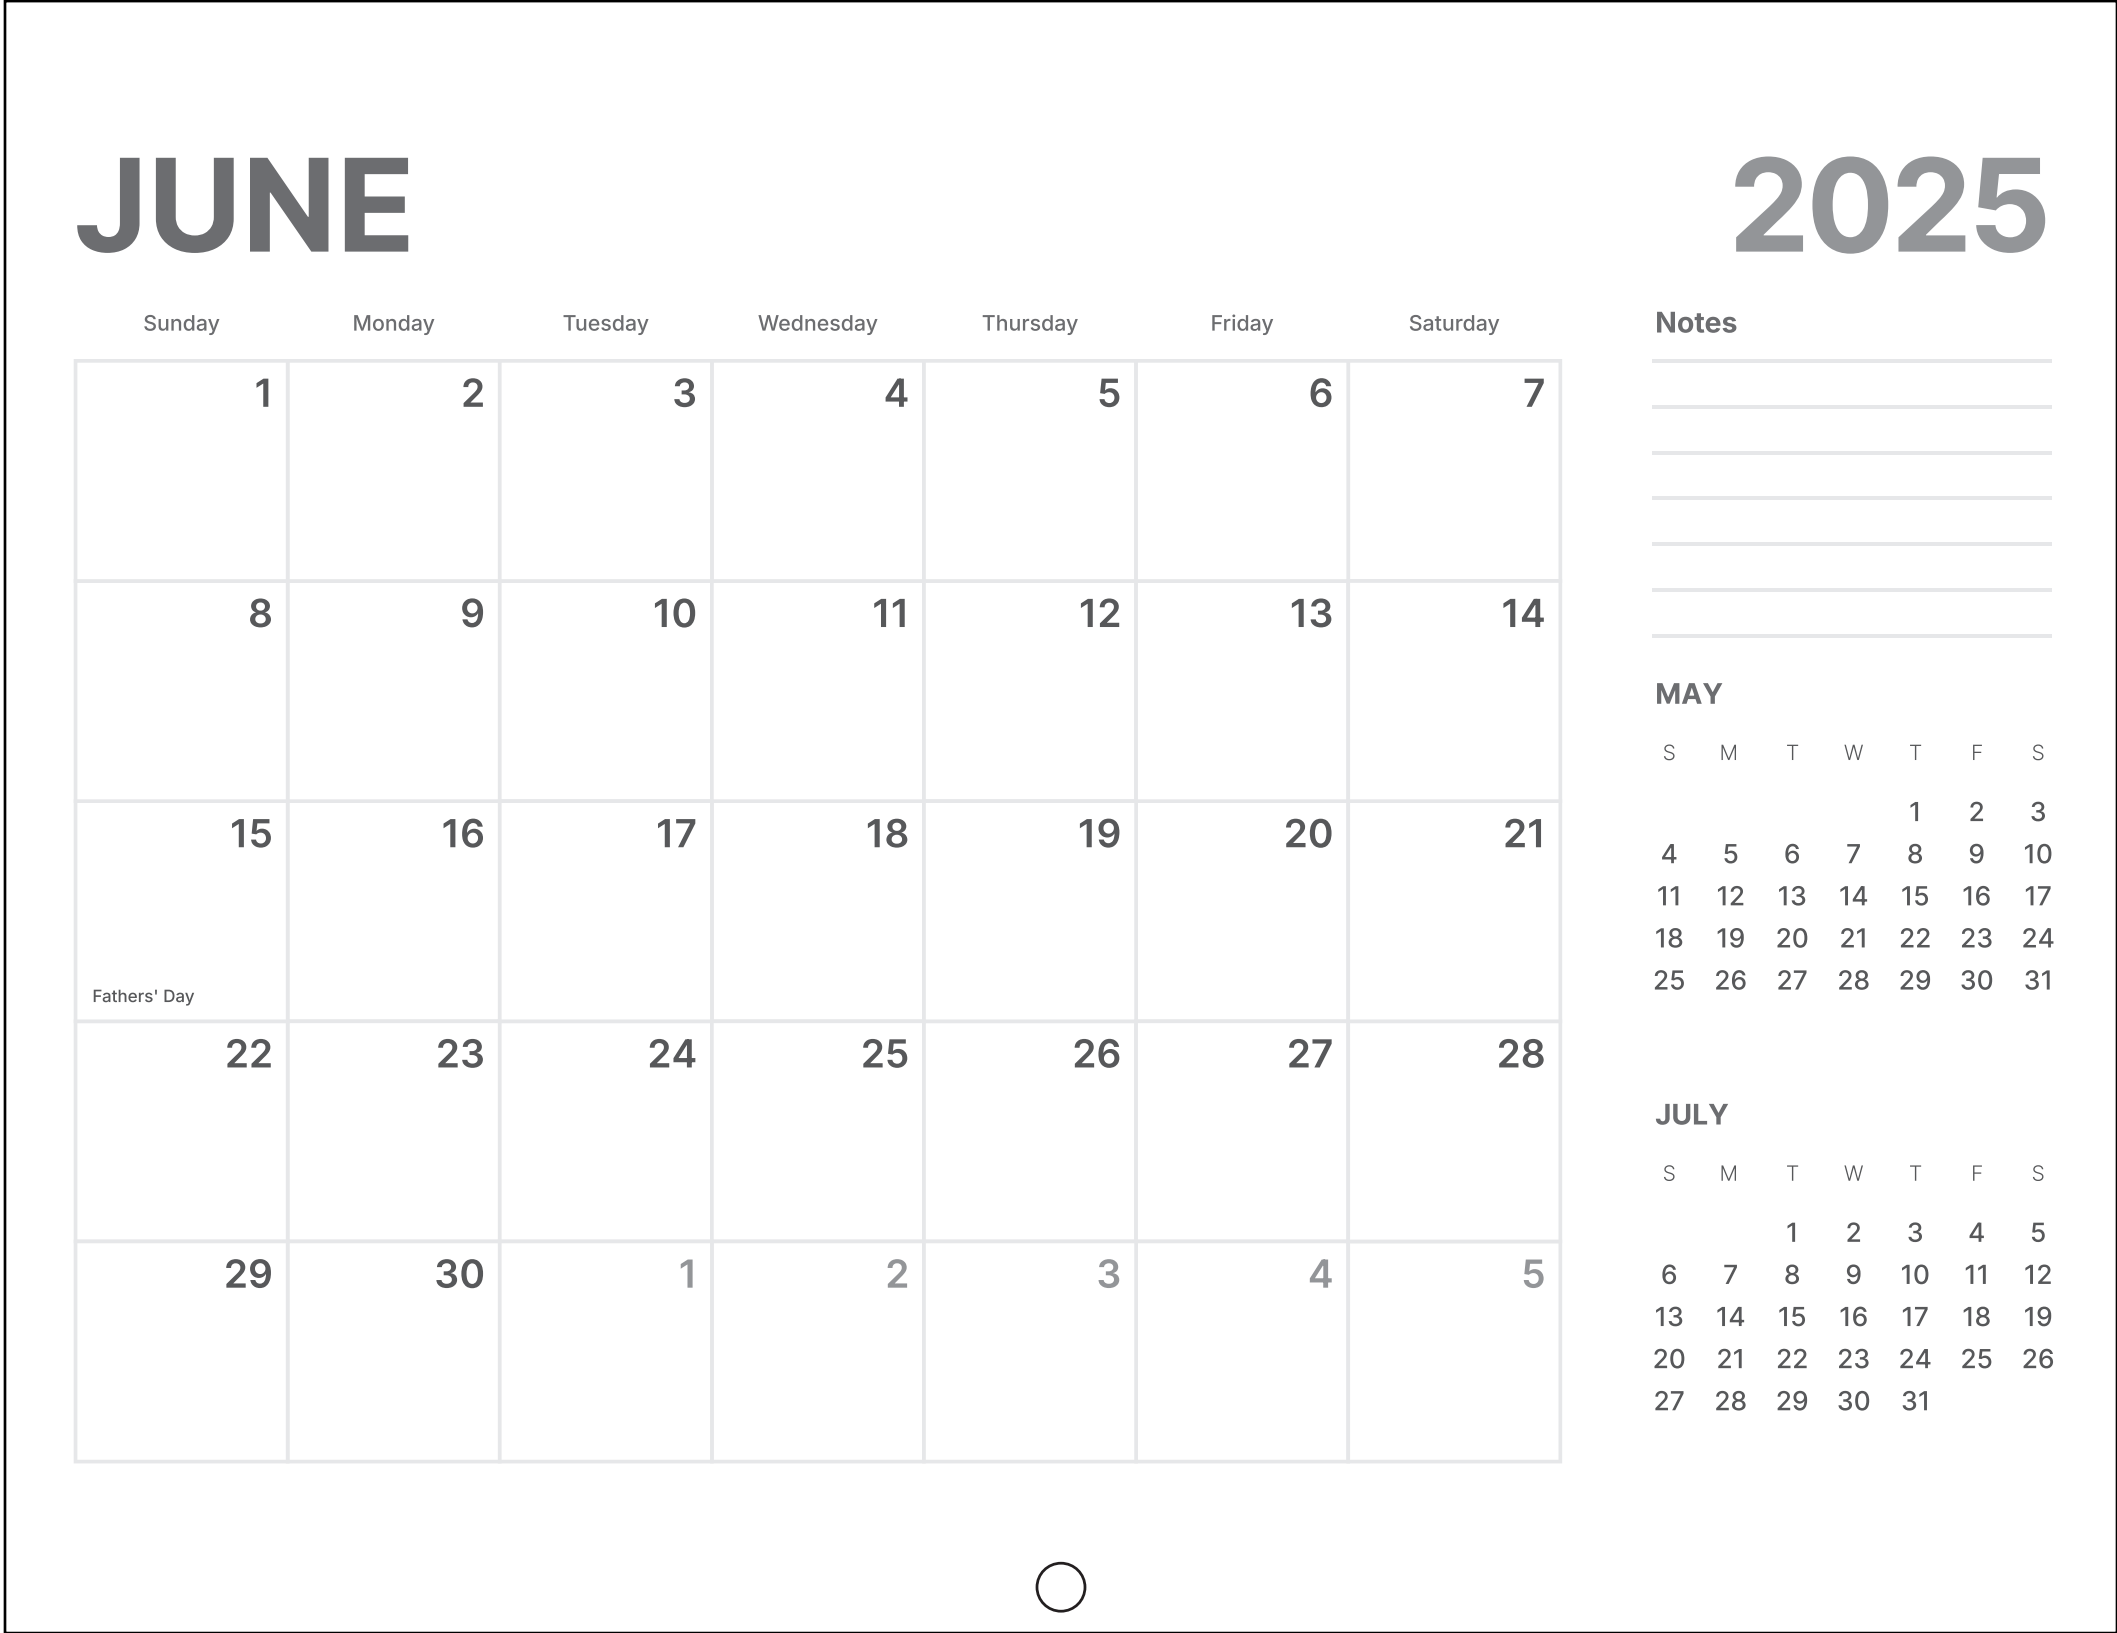 JUNE 2025
Sunday Monday Tuesday Wednesday Thursday Friday Saturday
1 2 3 4 5 6 7
8 9 10 11 12 13 14
15 16 17 18 19 20 21
Fathers' Day
22 23 24 25 26 27 28
29 30 1 2 3 4 5
Notes
MAY
S M T W T F S
1 2 3
4 5 6 7 8 9 10
11 12 13 14 15 16 17
18 19 20 21 22 23 24
25 26 27 28 29 30 31
JULY
S M T W T F S
1 2 3 4 5
6 7 8 9 10 11 12
13 14 15 16 17 18 19
20 21 22 23 24 25 26
27 28 29 30 31